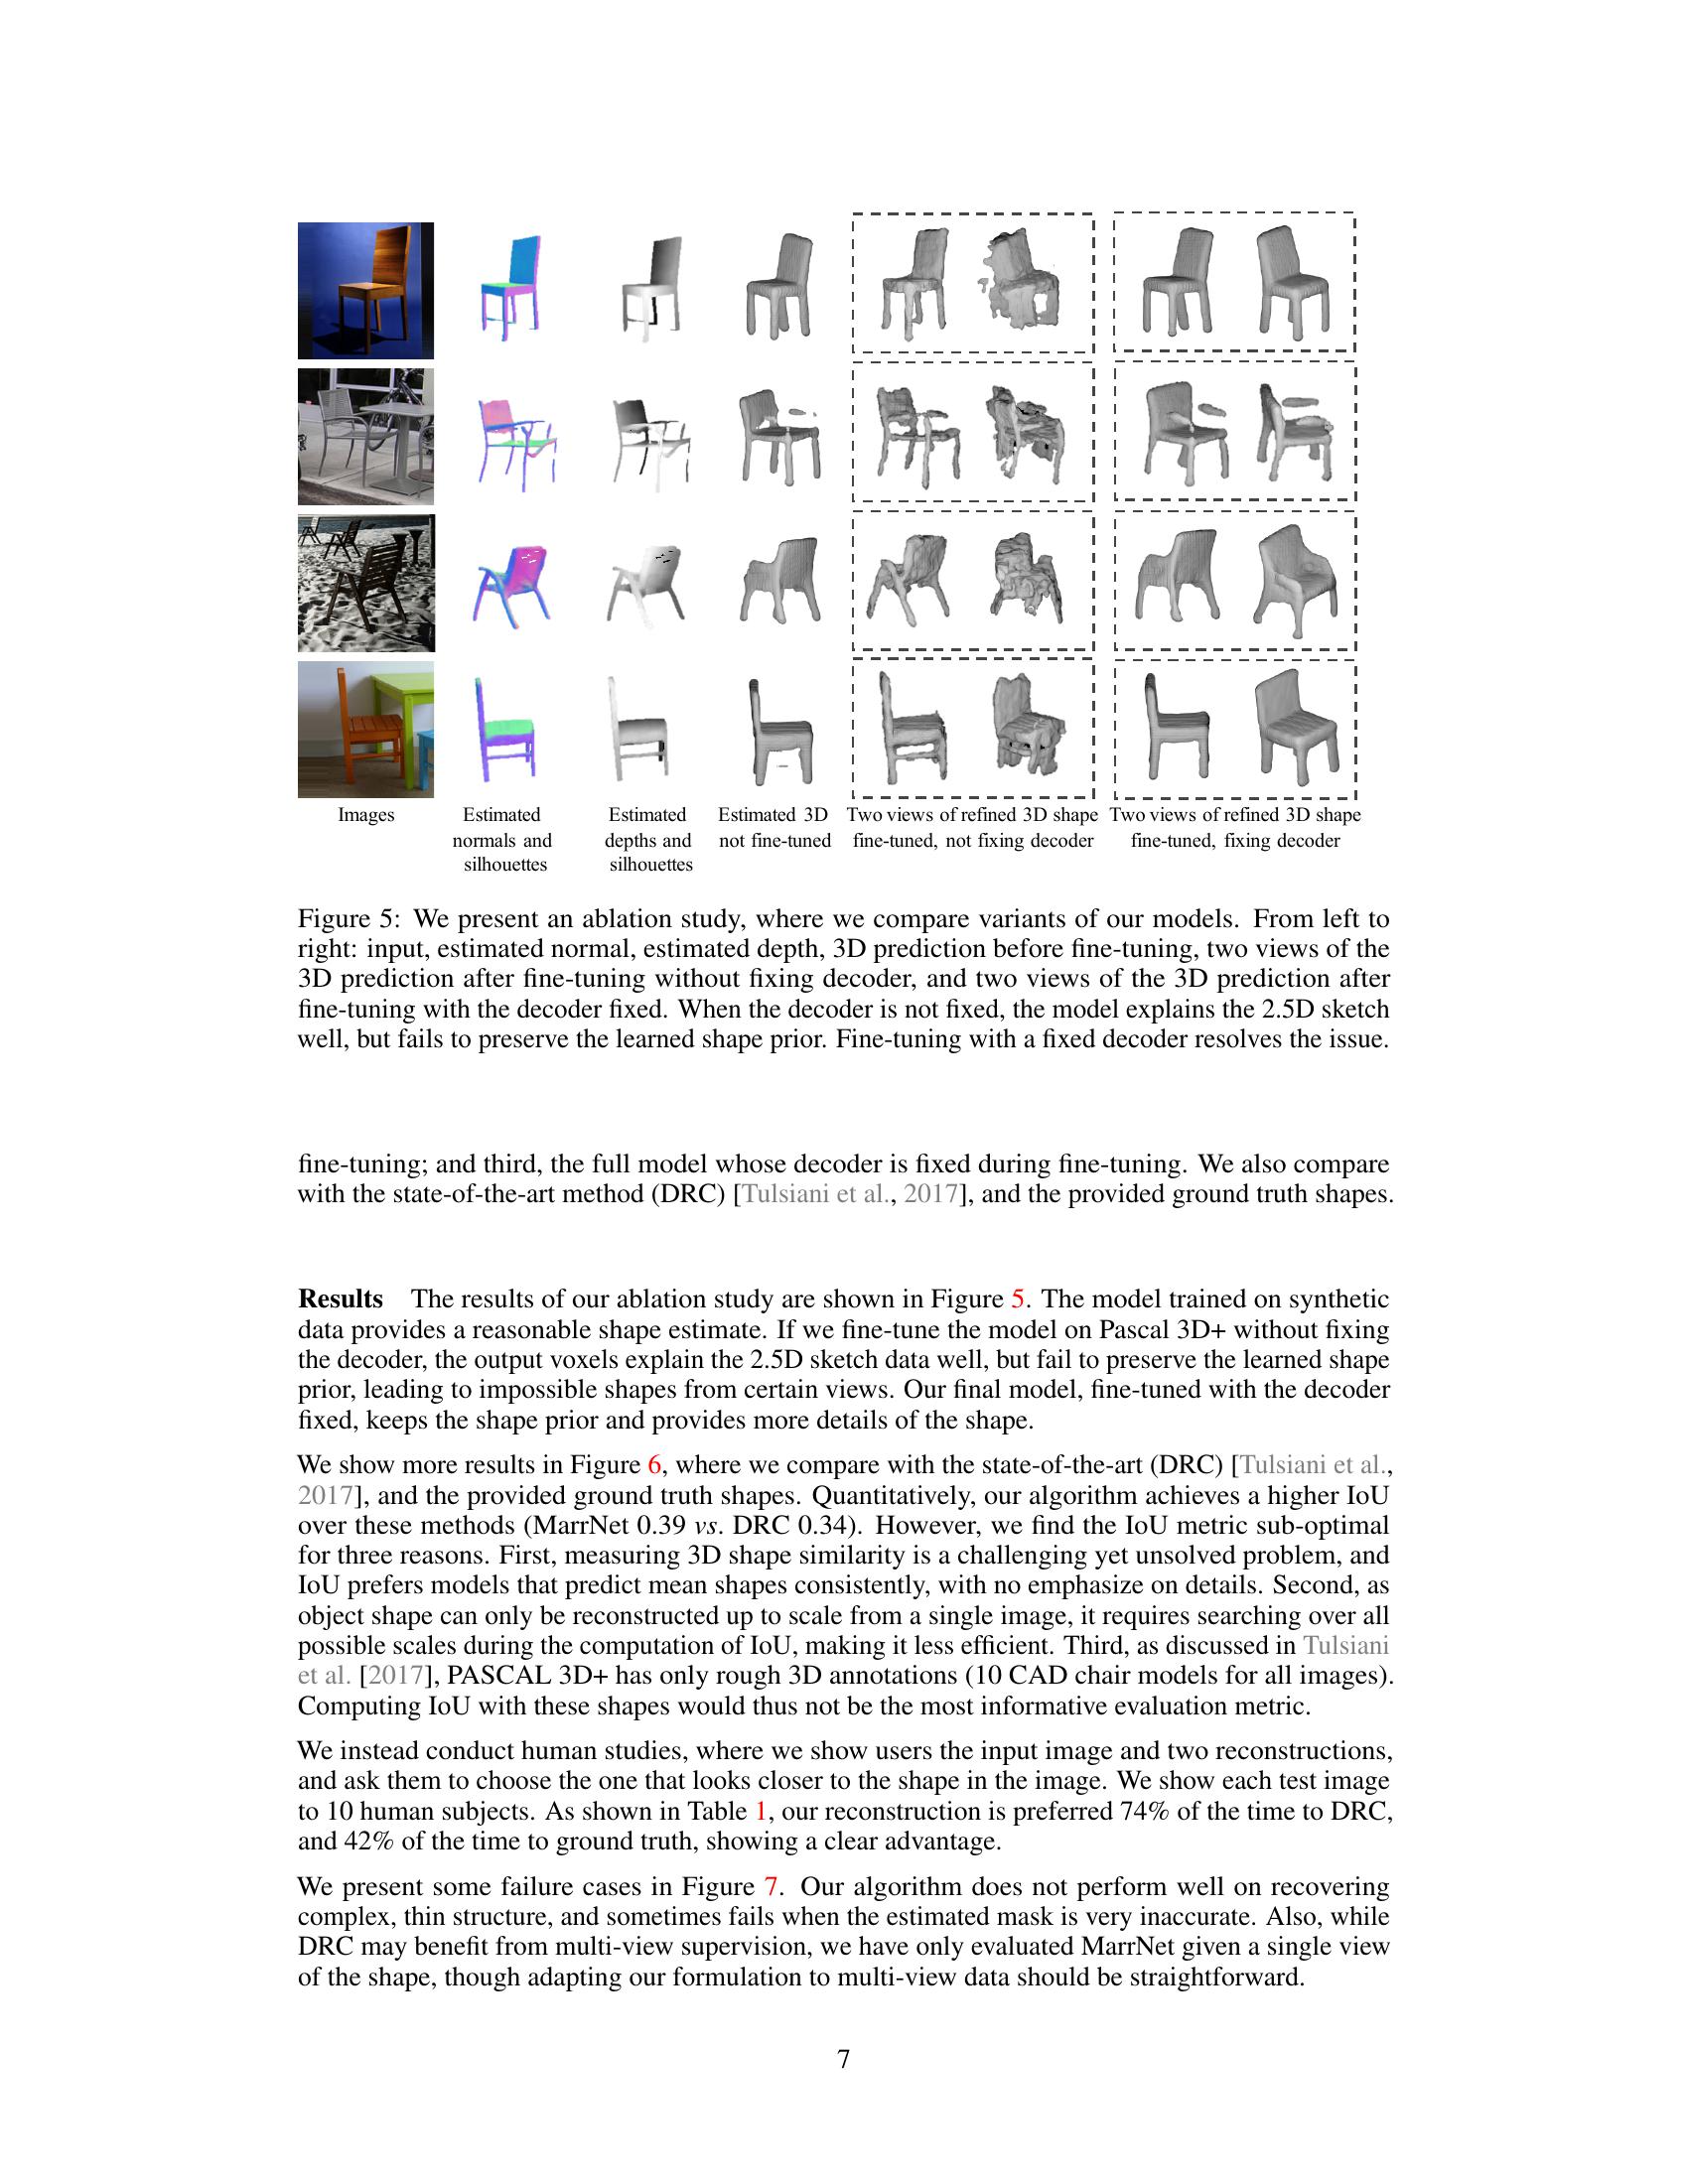 Images
Estimated
normals and
silhouettes
Estimated
depths and
silhouettes
Estimated 3D
not fine-tuned
Two views of refined 3D shape
fine-tuned, not fixing decoder
Two views of refined 3D shape
fine-tuned, fixing decoder
Figure 5: We present an ablation study, where we compare variants of our models. From left to
right: input, estimated normal, estimated depth, 3D prediction before fine-tuning, two views of the
3D prediction after fine-tuning without fixing decoder, and two views of the 3D prediction after
fine-tuning with the decoder fixed. When the decoder is not fixed, the model explains the 2.5D sketch
well, but fails to preserve the learned shape prior. Fine-tuning with a fixed decoder resolves the issue.
fine-tuning; and third, the full model whose decoder is fixed during fine-tuning. We also compare
with the state-of-the-art method (DRC) [Tulsiani et al., 2017], and the provided ground truth shapes.
Results The results of our ablation study are shown in Figure 5. The model trained on synthetic
data provides a reasonable shape estimate. If we fine-tune the model on Pascal 3D+ without fixing
the decoder, the output voxels explain the 2.5D sketch data well, but fail to preserve the learned shape
prior, leading to impossible shapes from certain views. Our final model, fine-tuned with the decoder
fixed, keeps the shape prior and provides more details of the shape.
We show more results in Figure 6, where we compare with the state-of-the-art (DRC) [Tulsiani et al.,
2017], and the provided ground truth shapes. Quantitatively, our algorithm achieves a higher IoU
over these methods (MarrNet 0.39 vs. DRC 0.34). However, we find the IoU metric sub-optimal
for three reasons. First, measuring 3D shape similarity is a challenging yet unsolved problem, and
IoU prefers models that predict mean shapes consistently, with no emphasize on details. Second, as
object shape can only be reconstructed up to scale from a single image, it requires searching over all
possible scales during the computation of IoU, making it less efficient. Third, as discussed in Tulsiani
et al. [2017], PASCAL 3D+ has only rough 3D annotations (10 CAD chair models for all images).
Computing IoU with these shapes would thus not be the most informative evaluation metric.
We instead conduct human studies, where we show users the input image and two reconstructions,
and ask them to choose the one that looks closer to the shape in the image. We show each test image
to 10 human subjects. As shown in Table 1, our reconstruction is preferred 74% of the time to DRC,
and 42% of the time to ground truth, showing a clear advantage.
We present some failure cases in Figure 7. Our algorithm does not perform well on recovering
complex, thin structure, and sometimes fails when the estimated mask is very inaccurate. Also, while
DRC may benefit from multi-view supervision, we have only evaluated MarrNet given a single view
of the shape, though adapting our formulation to multi-view data should be straightforward.
7